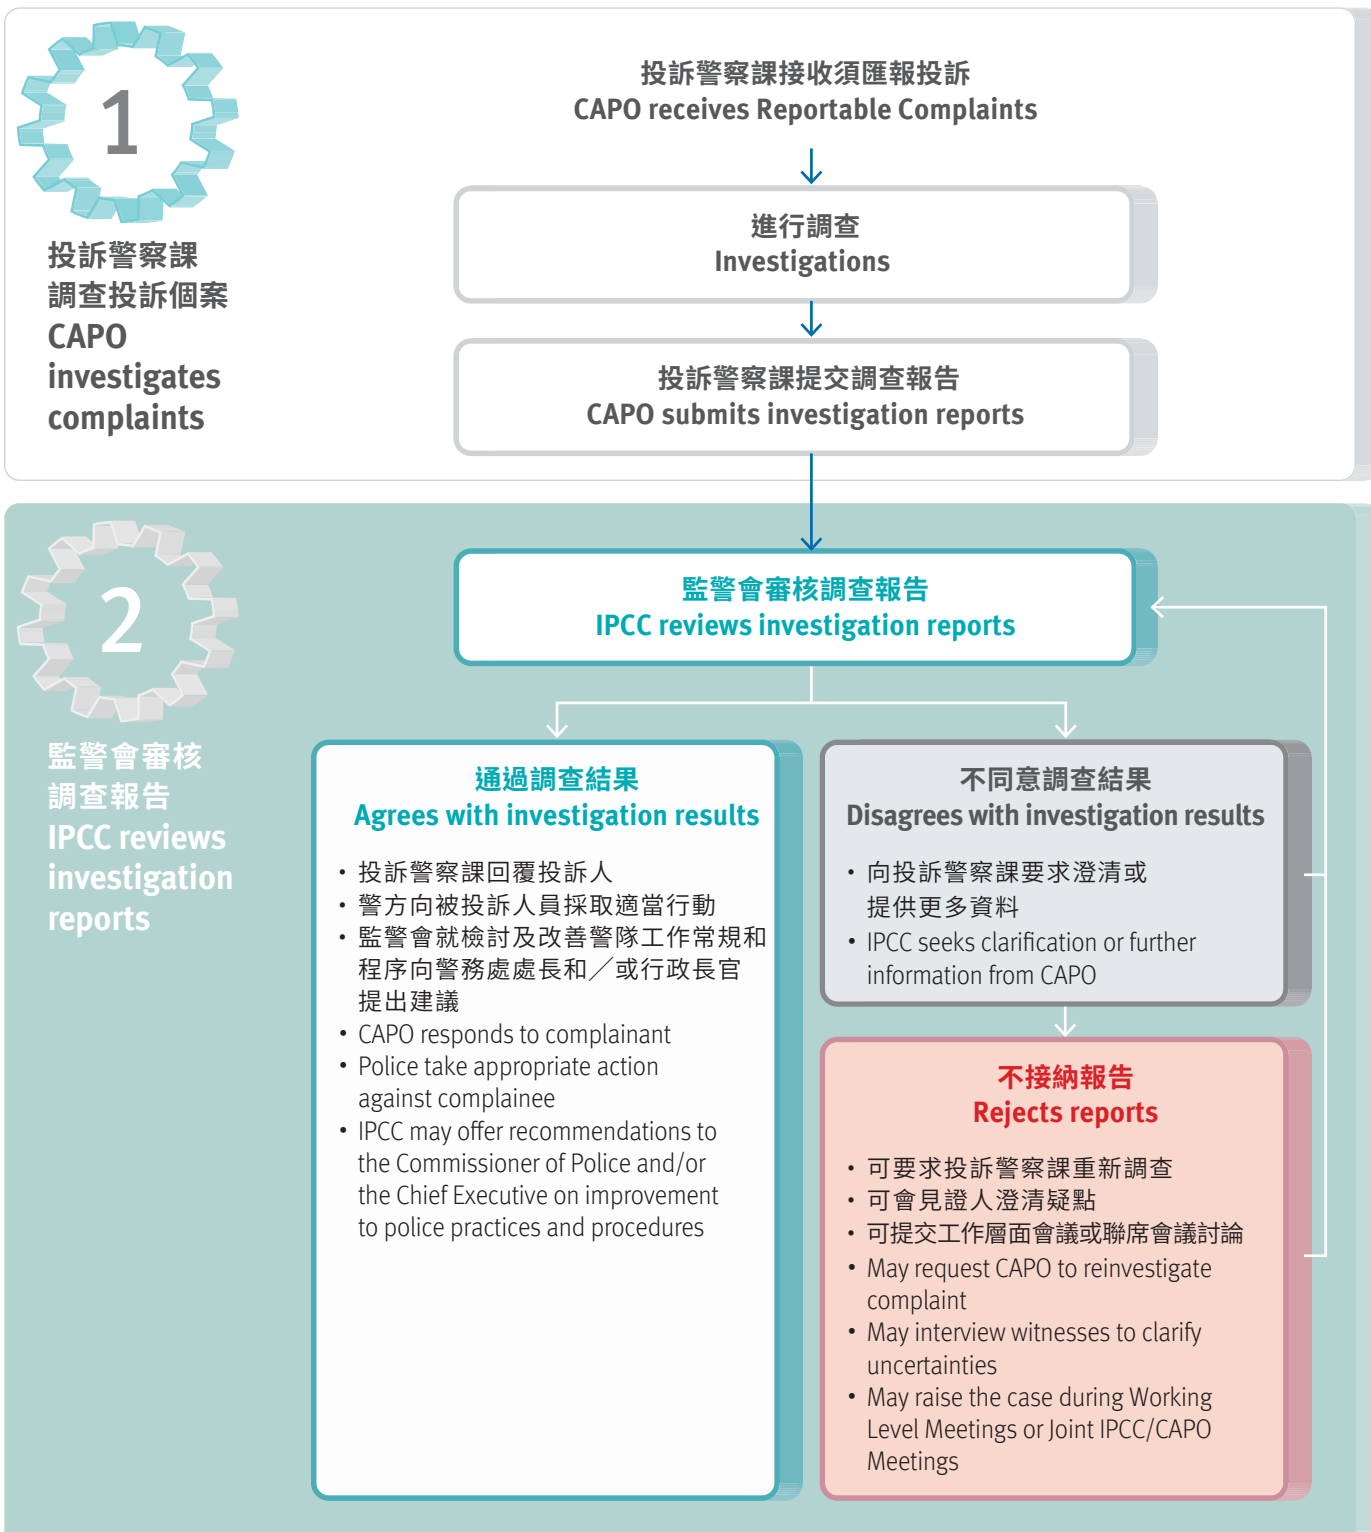 1
投訴警察課
調查投訴個案
CAPO
investigates
complaints
投訴警察課接收須匯報投訴
CAPO receives Reportable Complaints
進行調查
Investigations
投訴警察課提交調查報告
CAPO submits investigation reports
2
監警會審核
調查報告
IPCC reviews
investigation
reports
監警會審核調查報告
IPCC reviews investigation reports
通過調查結果
Agrees with investigation results
・投訴警察課回覆投訴人
・警方向被投訴人員採取適當行動
・監警會就檢討及改善警隊工作常規和
程序向警務處處長和／或行政長官
提出建議
• CAPO responds to complainant
• Police take appropriate action
against complainee
• IPCC may offer recommendations to
the Commissioner of Police and/or
the Chief Executive on improvement
to police practices and procedures
不同意調查結果
Disagrees with investigation results
・向投訴警察課要求澄清或
提供更多資料
• IPCC seeks clarification or further
information from CAPO
不接納報告
Rejects reports
・可要求投訴警察課重新調查
・可會見證人澄清疑點
・可提交工作層面會議或聯席會議討論
• May request CAPO to reinvestigate
complaint
• May interview witnesses to clarify
uncertainties
• May raise the case during Working
Level Meetings or Joint IPCC/CAPO
Meetings